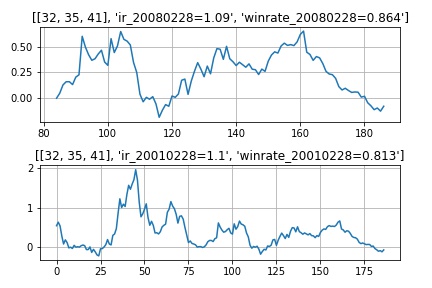 [[32, 35, 41], 'ir_20080228=1.09', 'winrate_20080228=0.864']
0.50
0.25
0.00
80 100 120 140 160 180
[[32, 35, 41], 'ir_20010228=1.1', 'winrate_20010228=0.813']
2
1
0
0 25 50 75 100 125 150 175